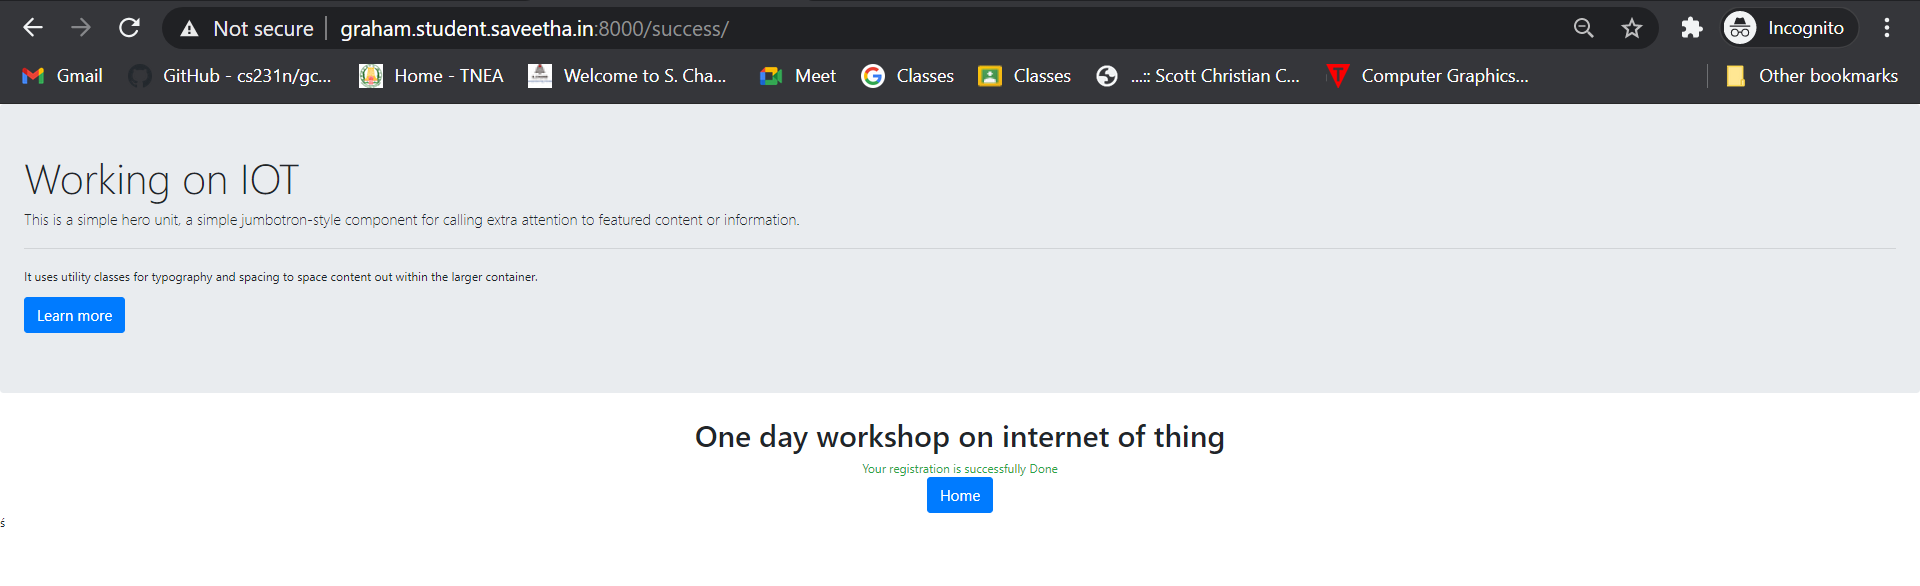 Not secure graham.student.saveetha.in:8000/success/ Incognito
Gmail GitHub - cs231n/gc... Home - TNEA Welcome to S. Cha... Meet Classes Classes ...:: Scott Christian C... Computer Graphics... Other bookmarks
Working on IOT
This is a simple hero unit, a simple jumbotron-style component for calling extra attention to featured content or information.
It uses utility classes for typography and spacing to space content out within the larger container.
Learn more
One day workshop on internet of thing
Your registration is successfully Done
Home
ś